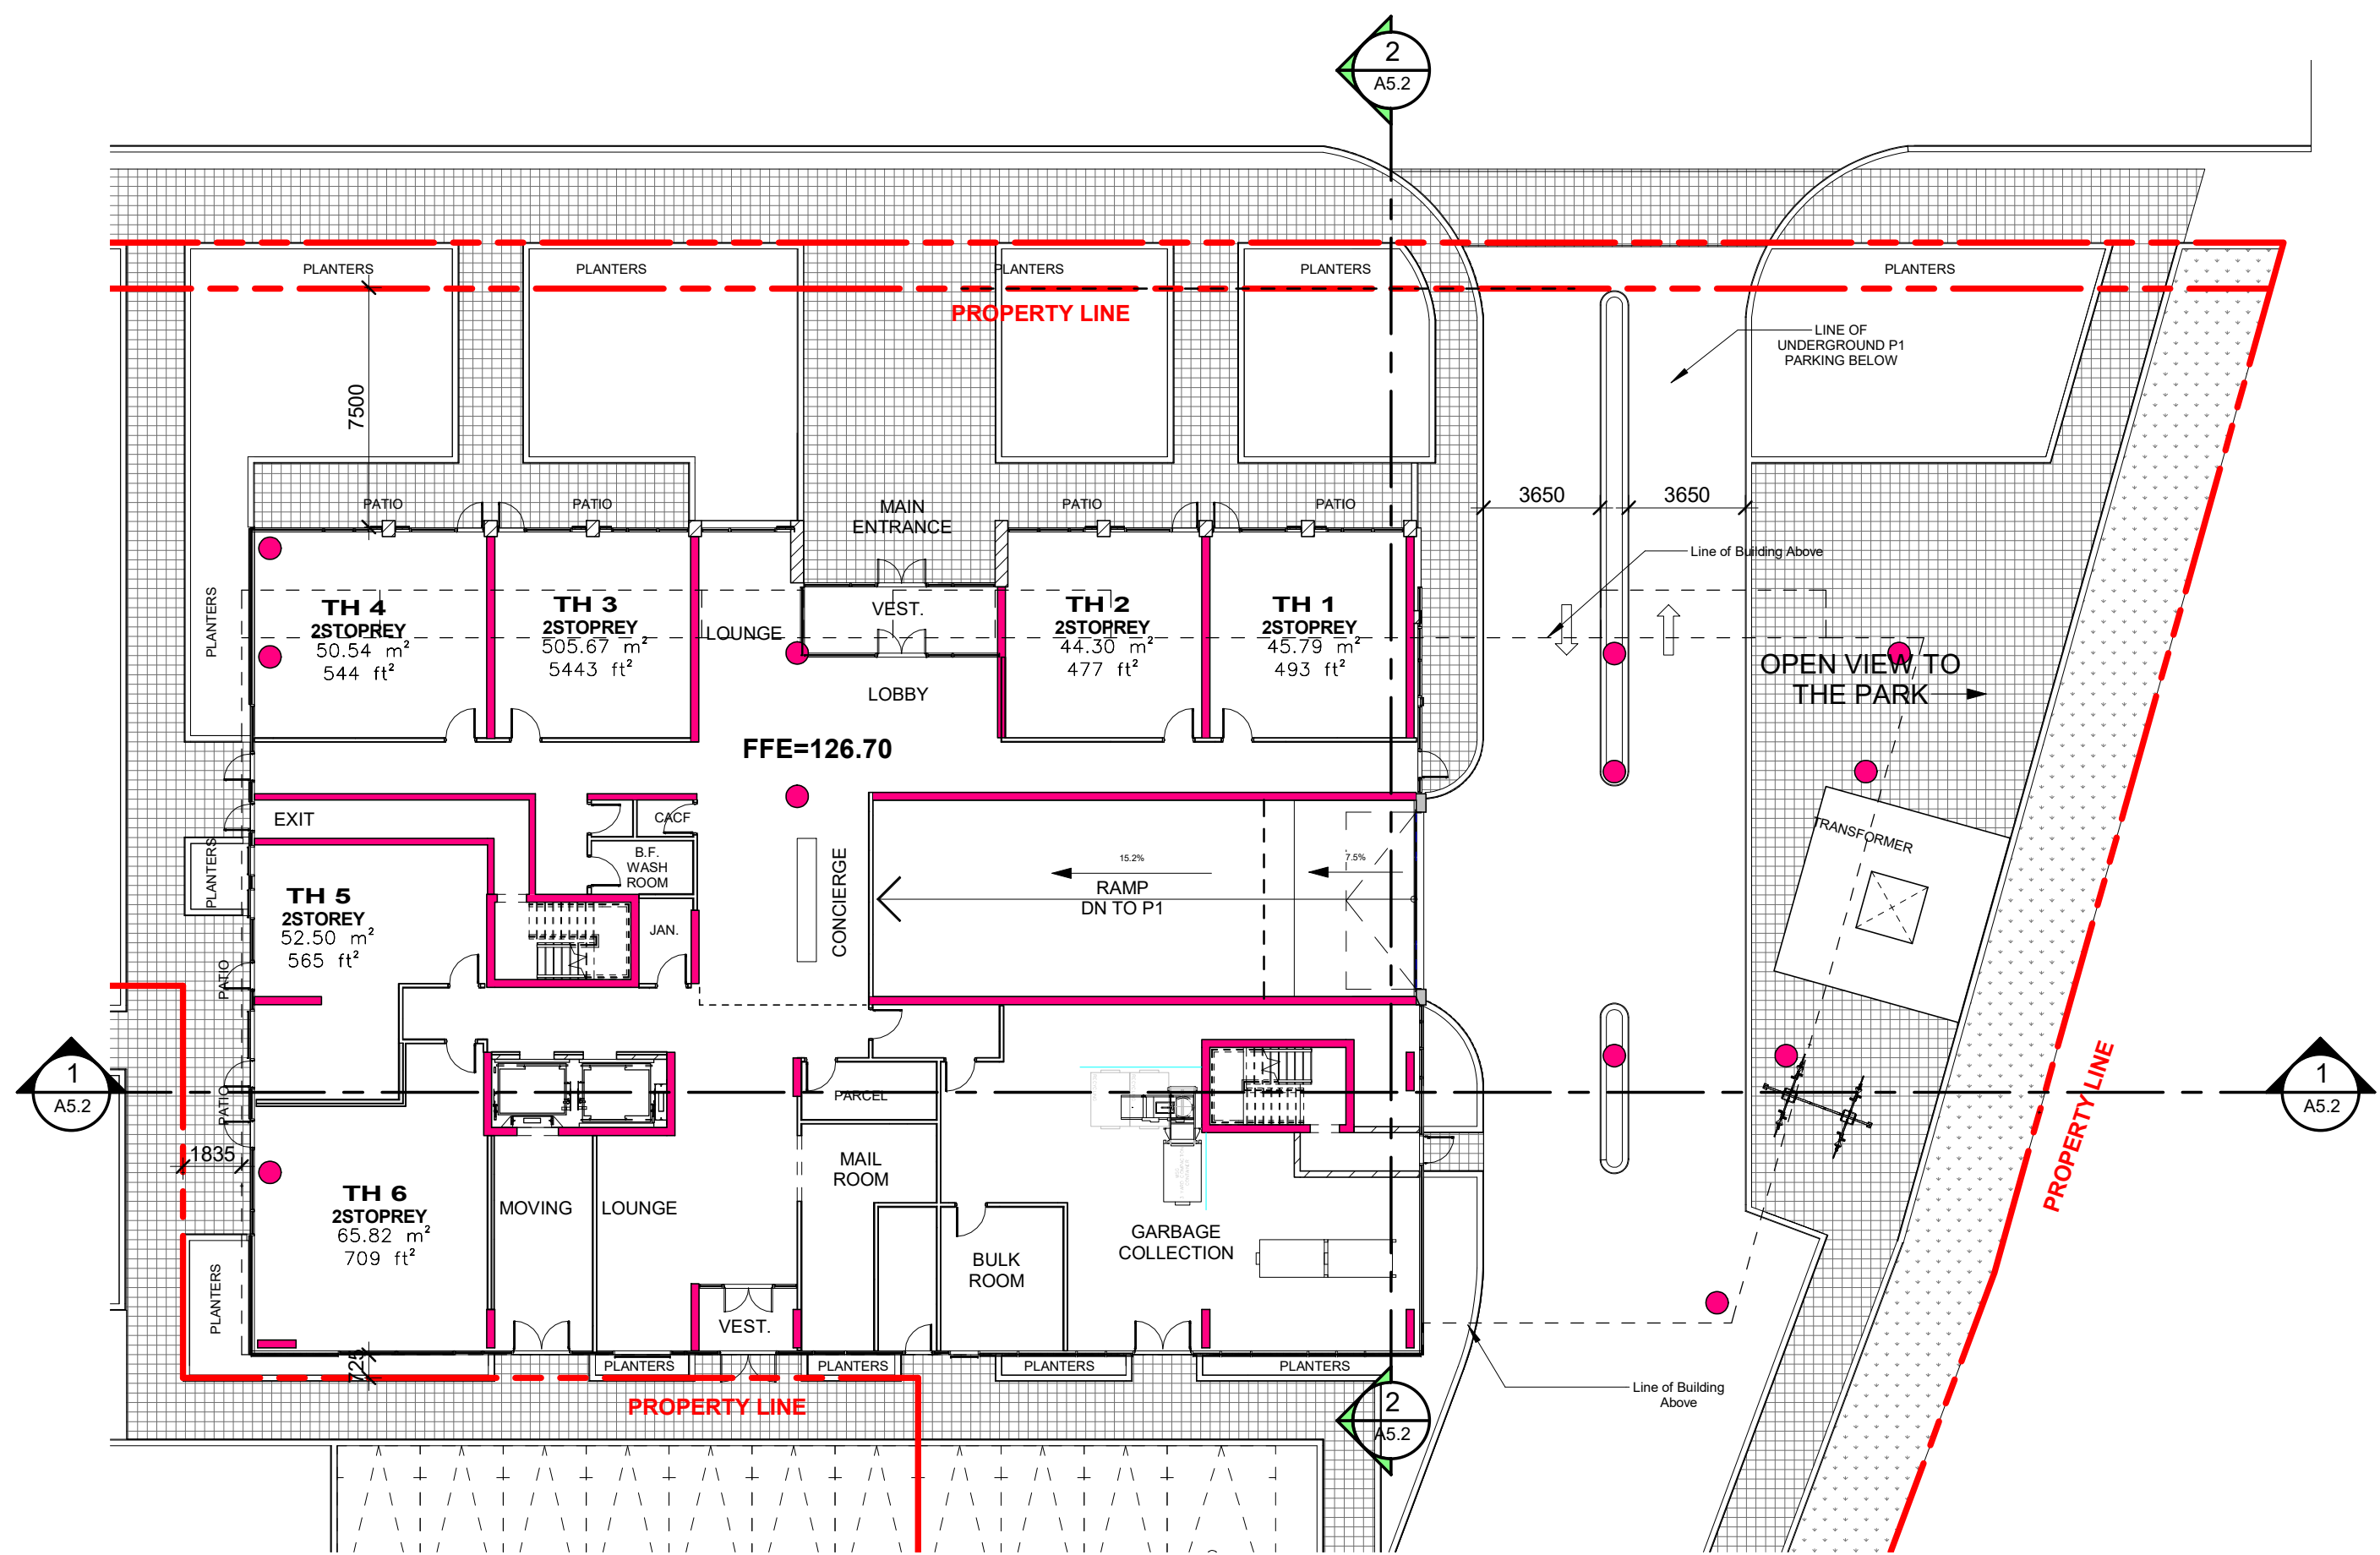 2
A5.2
PLANTERS
PLANTERS
PLANTERS
PLANTERS
PLANTERS
PROPERTY LINE
LINE OF
UNDERGROUND P1
PARKING BELOW
7500
3650
3650
PATIO
PATIO
MAIN
ENTRANCE
PATIO
PATIO
Line of Building Above
PLANTERS
TH 4
2STOPREY
50.54 m²
544 ft²
TH 3
2STOPREY
505.67 m²
5443 ft²
LOUNGE
VEST.
LOBBY
TH 2
2STOPREY
44.30 m²
477 ft²
TH 1
2STOPREY
45.79 m²
493 ft²
OPEN VIEW TO
THE PARK
FFE=126.70
EXIT
CACF
B.F.
WASH
ROOM
CONCIERGE
15.2%
7.5%
RAMP
DN TO P1
TRANSFORMER
PLANTERS
TH 5
2STOREY
52.50 m²
565 ft²
JAN.
PATIO
1
A5.2
PATIO
PARCEL
1
A5.2
PROPERTY LINE
1835
TH 6
2STOPREY
65.82 m²
709 ft²
MOVING
LOUNGE
MAIL
ROOM
BULK
ROOM
GARBAGE
COLLECTION
PLANTERS
VEST.
725
PLANTERS
PLANTERS
PLANTERS
PLANTERS
PROPERTY LINE
2
A5.2
Line of Building
Above